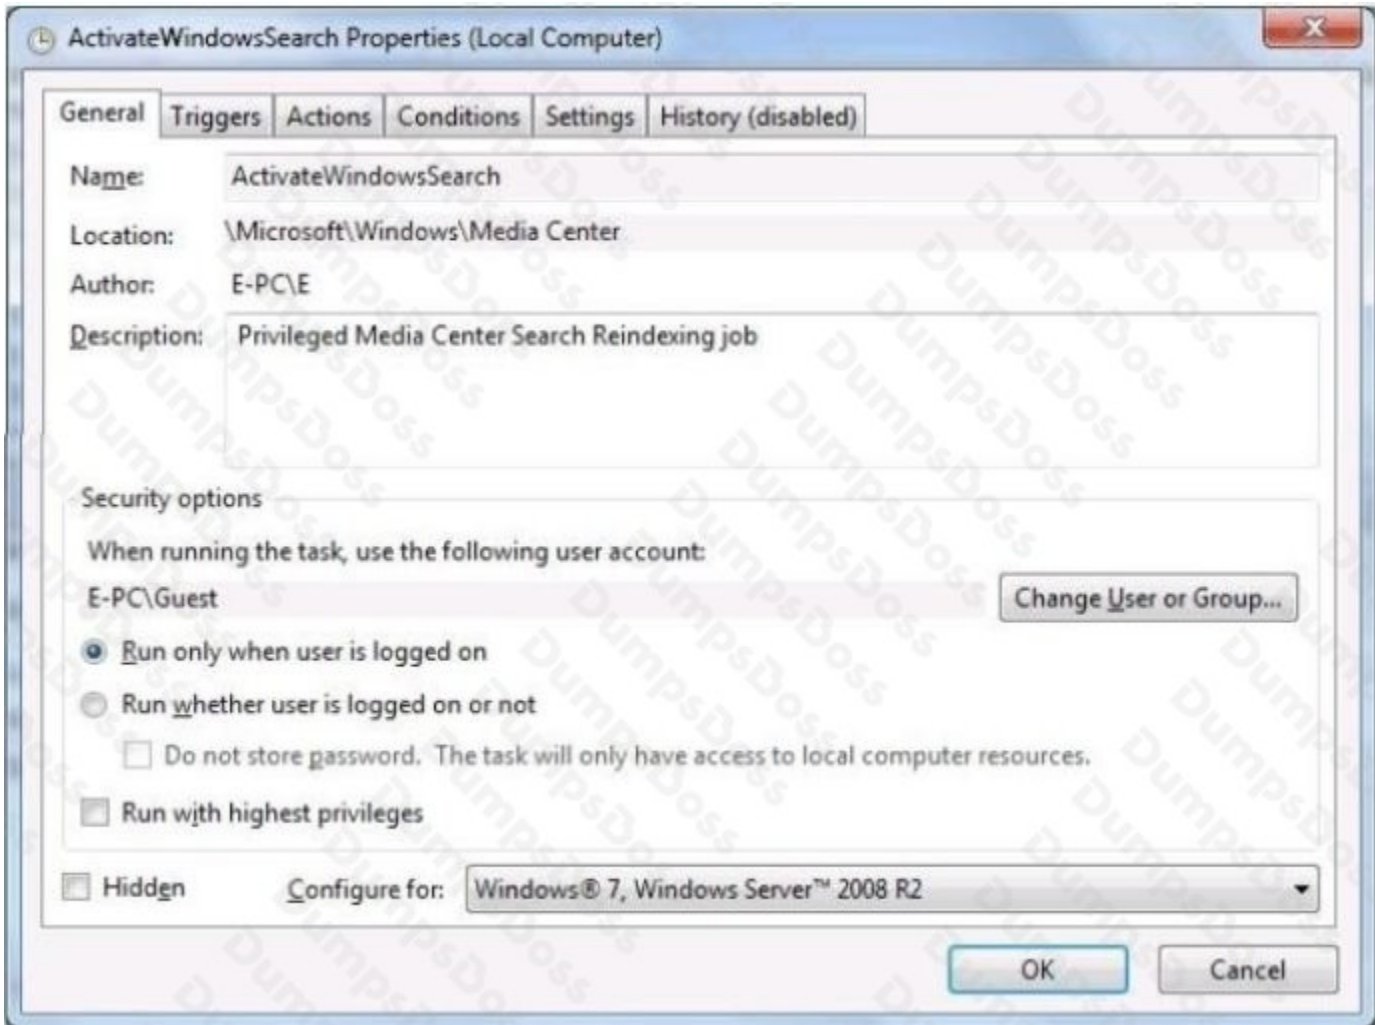 ActivateWindowsSearch Properties (Local Computer)
General Triggers Actions Conditions Settings History (disabled)
Name: ActivateWindowsSearch
Location: \Microsoft\Windows\Media Center
Author: E-PC\E
Description: Privileged Media Center Search Reindexing job
Security options
When running the task, use the following user account:
E-PC\Guest Change User or Group...
Run only when user is logged on
Run whether user is logged on or not
Do not store password. The task will only have access to local computer resources.
Run with highest privileges
Hidden Configure for: Windows® 7, Windows Server™ 2008 R2
OK Cancel
DumpsDoss